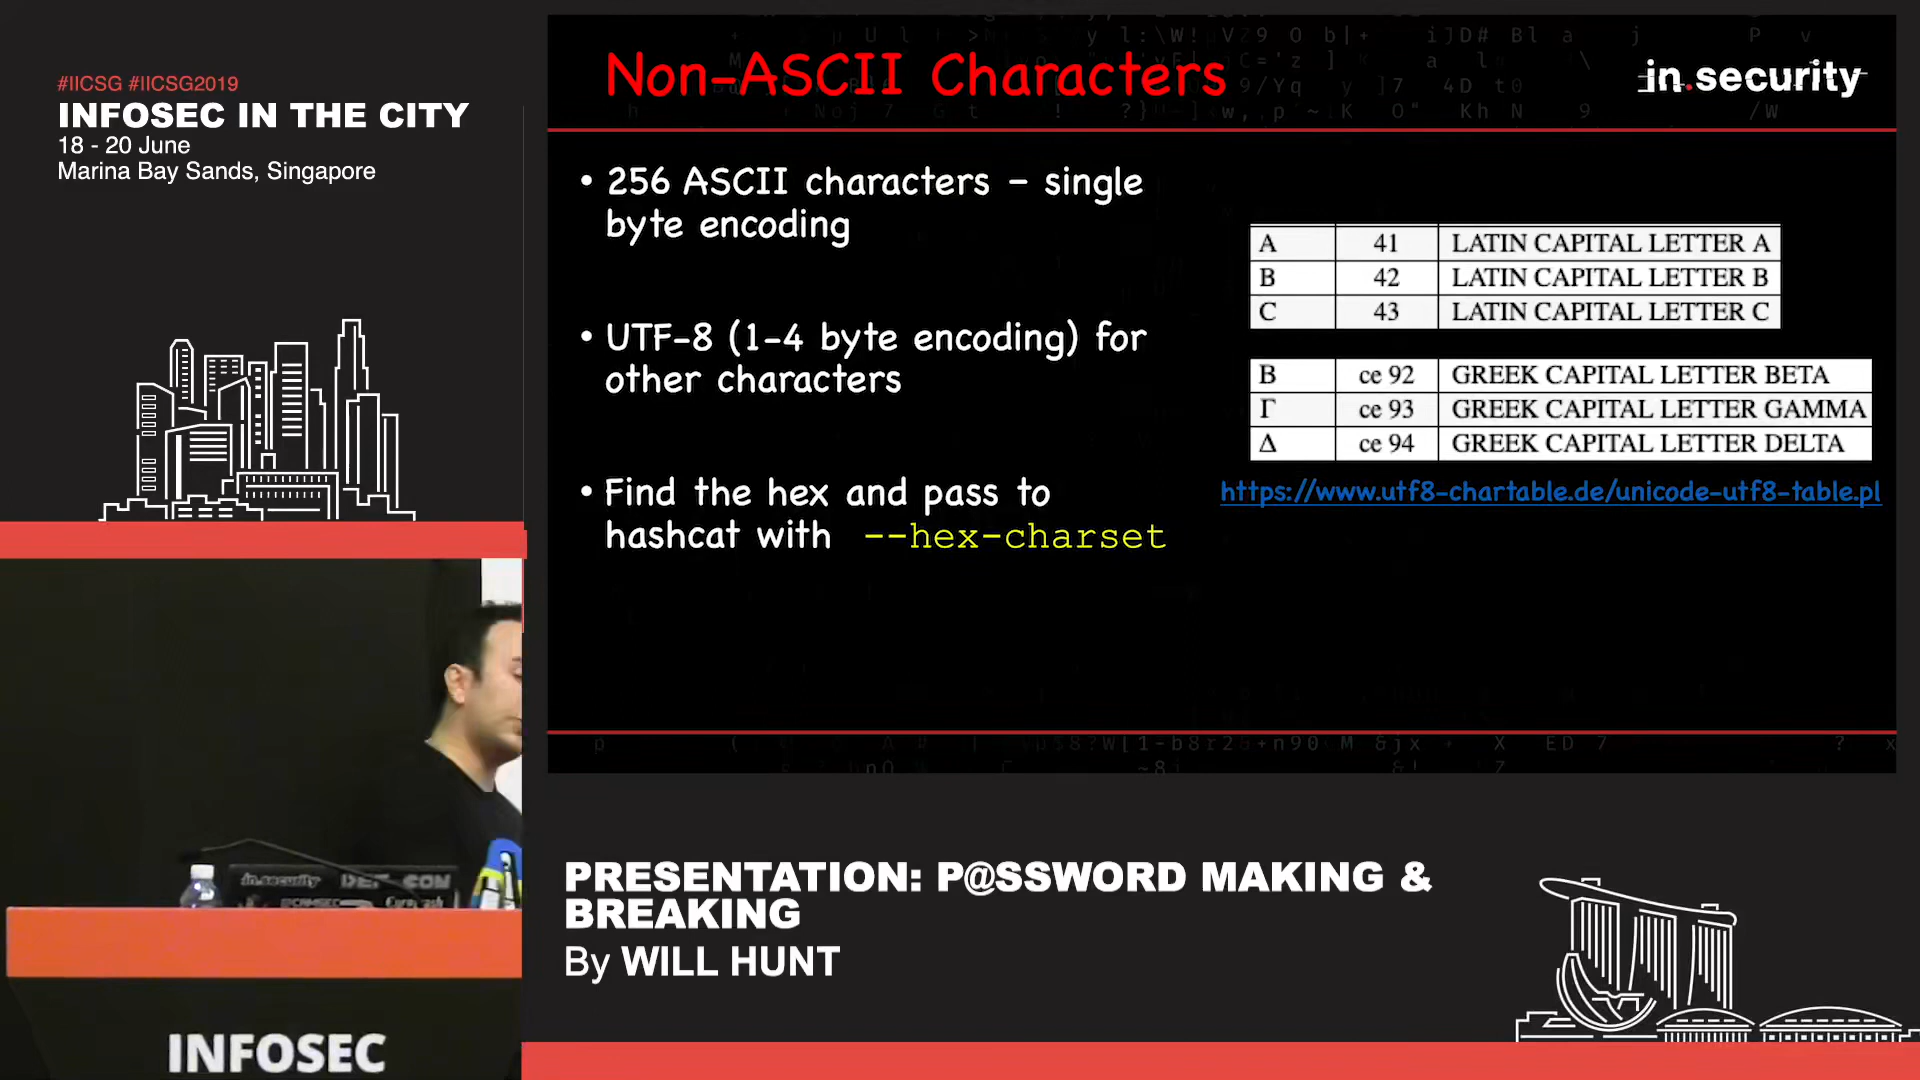 #IICSG #IICSG2019
INFOSEC IN THE CITY
18 - 20 June
Marina Bay Sands, Singapore
Non-ASCII Characters
in.security
• 256 ASCII characters – single
byte encoding
• UTF-8 (1-4 byte encoding) for
other characters
• Find the hex and pass to
hashcat with --hex-charset
A 41 LATIN CAPITAL LETTER A
B 42 LATIN CAPITAL LETTER B
C 43 LATIN CAPITAL LETTER C
Β ce 92 GREEK CAPITAL LETTER BETA
Γ ce 93 GREEK CAPITAL LETTER GAMMA
Δ ce 94 GREEK CAPITAL LETTER DELTA
https://www.utf8-chartable.de/unicode-utf8-table.pl
in.security DEF CON
INFOSEC
PRESENTATION: P@SSWORD MAKING &
BREAKING
By WILL HUNT